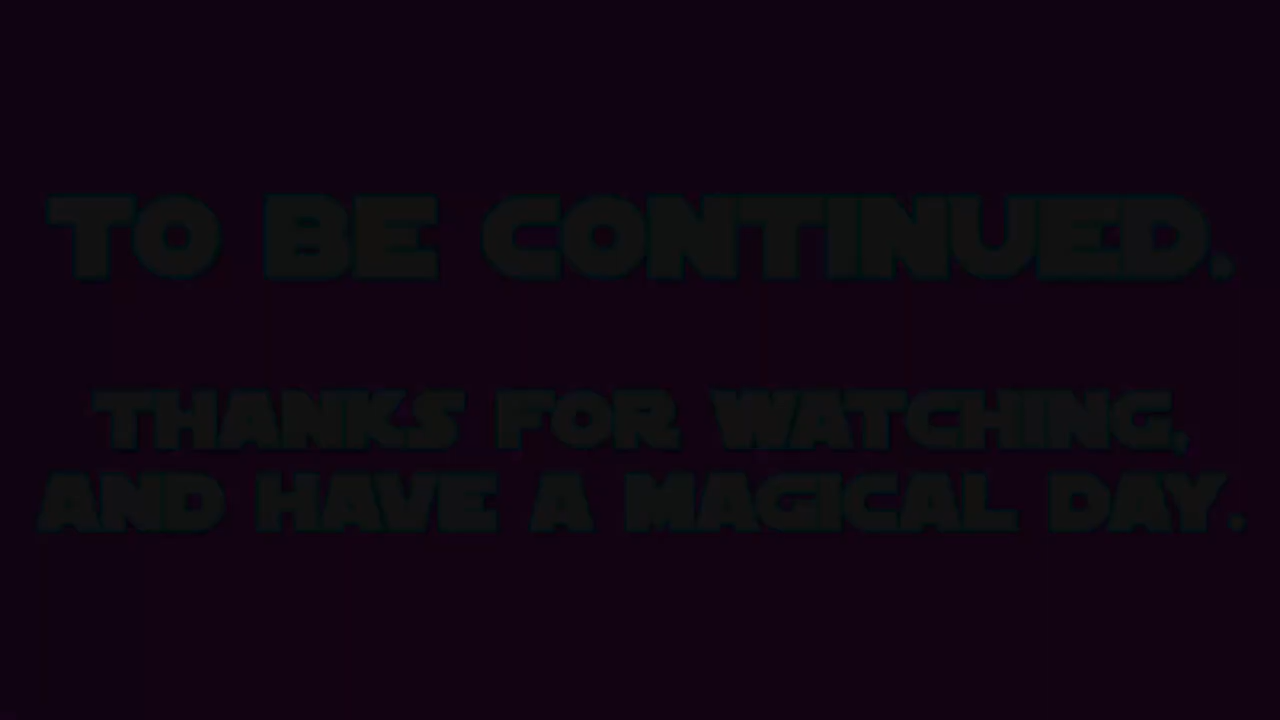 TO BE CONTINUED.
THANKS FOR WATCHING,
AND HAVE A MAGICAL DAY.